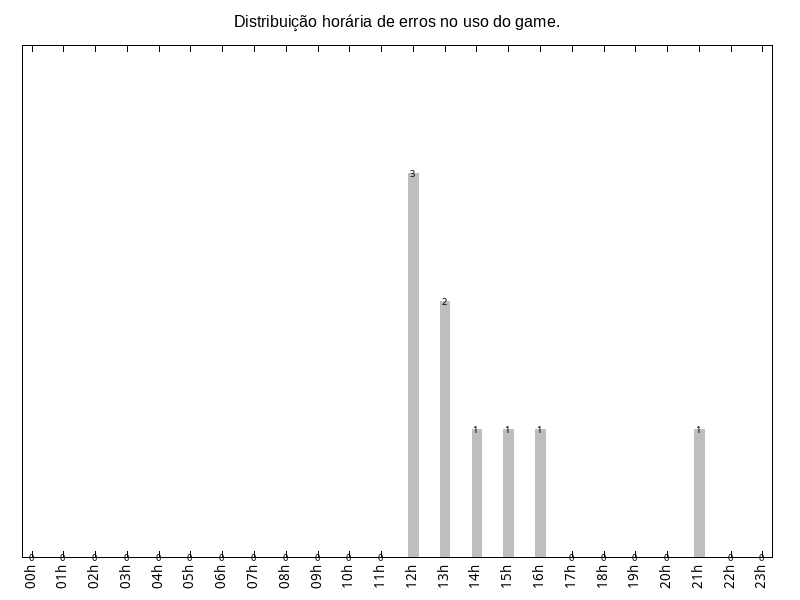 Distribuição horária de erros no uso do game.
3
2
1 1 1 1
0 0 0 0 0 0 0 0 0 0 0 0 0 0 0 0 0 0
00h 01h 02h 03h 04h 05h 06h 07h 08h 09h 10h 11h 12h 13h 14h 15h 16h 17h 18h 19h 20h 21h 22h 23h